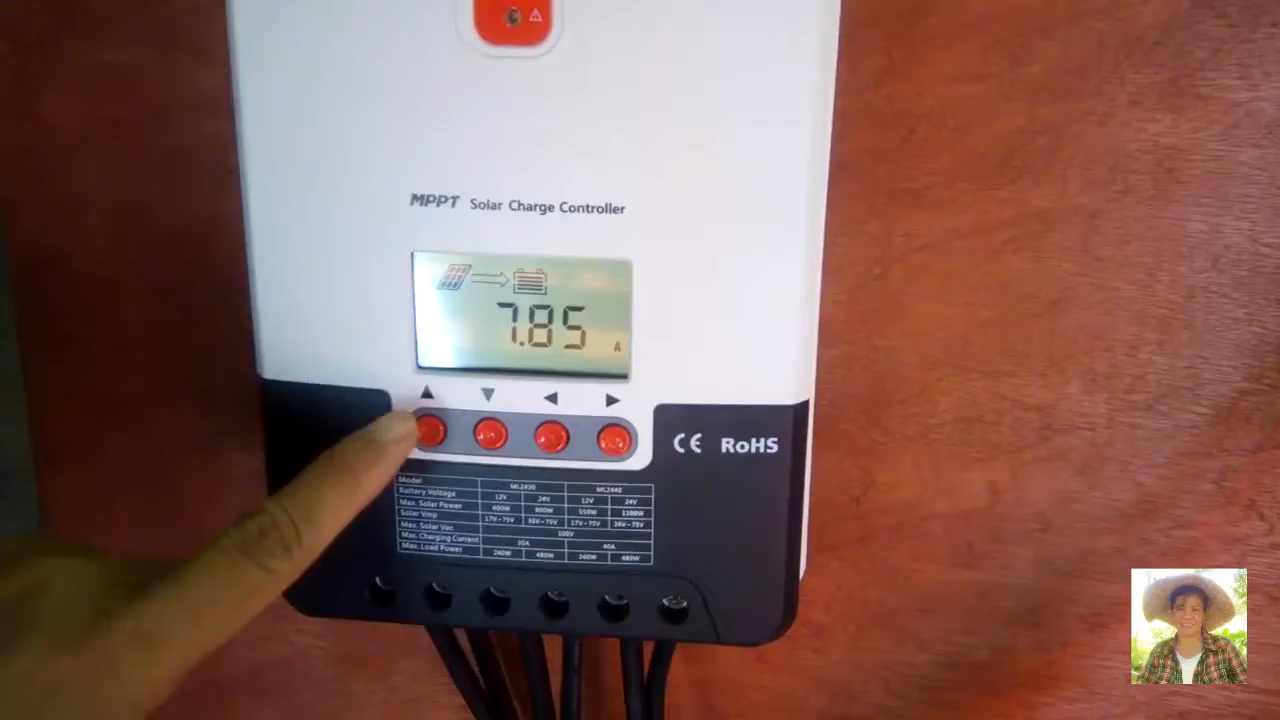 MPPT Solar Charge Controller
7.85 A
▲ ▼ ◀ ▶
CE RoHS
Model ML2430 ML2440
Battery Voltage 12V 24V 12V 24V
Max. Solar Power 400W 800W 550W 1100W
Solar Vmp 17V~75V 36V~75V 17V~75V 36V~75V
Max. Solar Voc 100V
Max. Charging Current 30A 40A
Max. Load Power 240W 480W 240W 480W